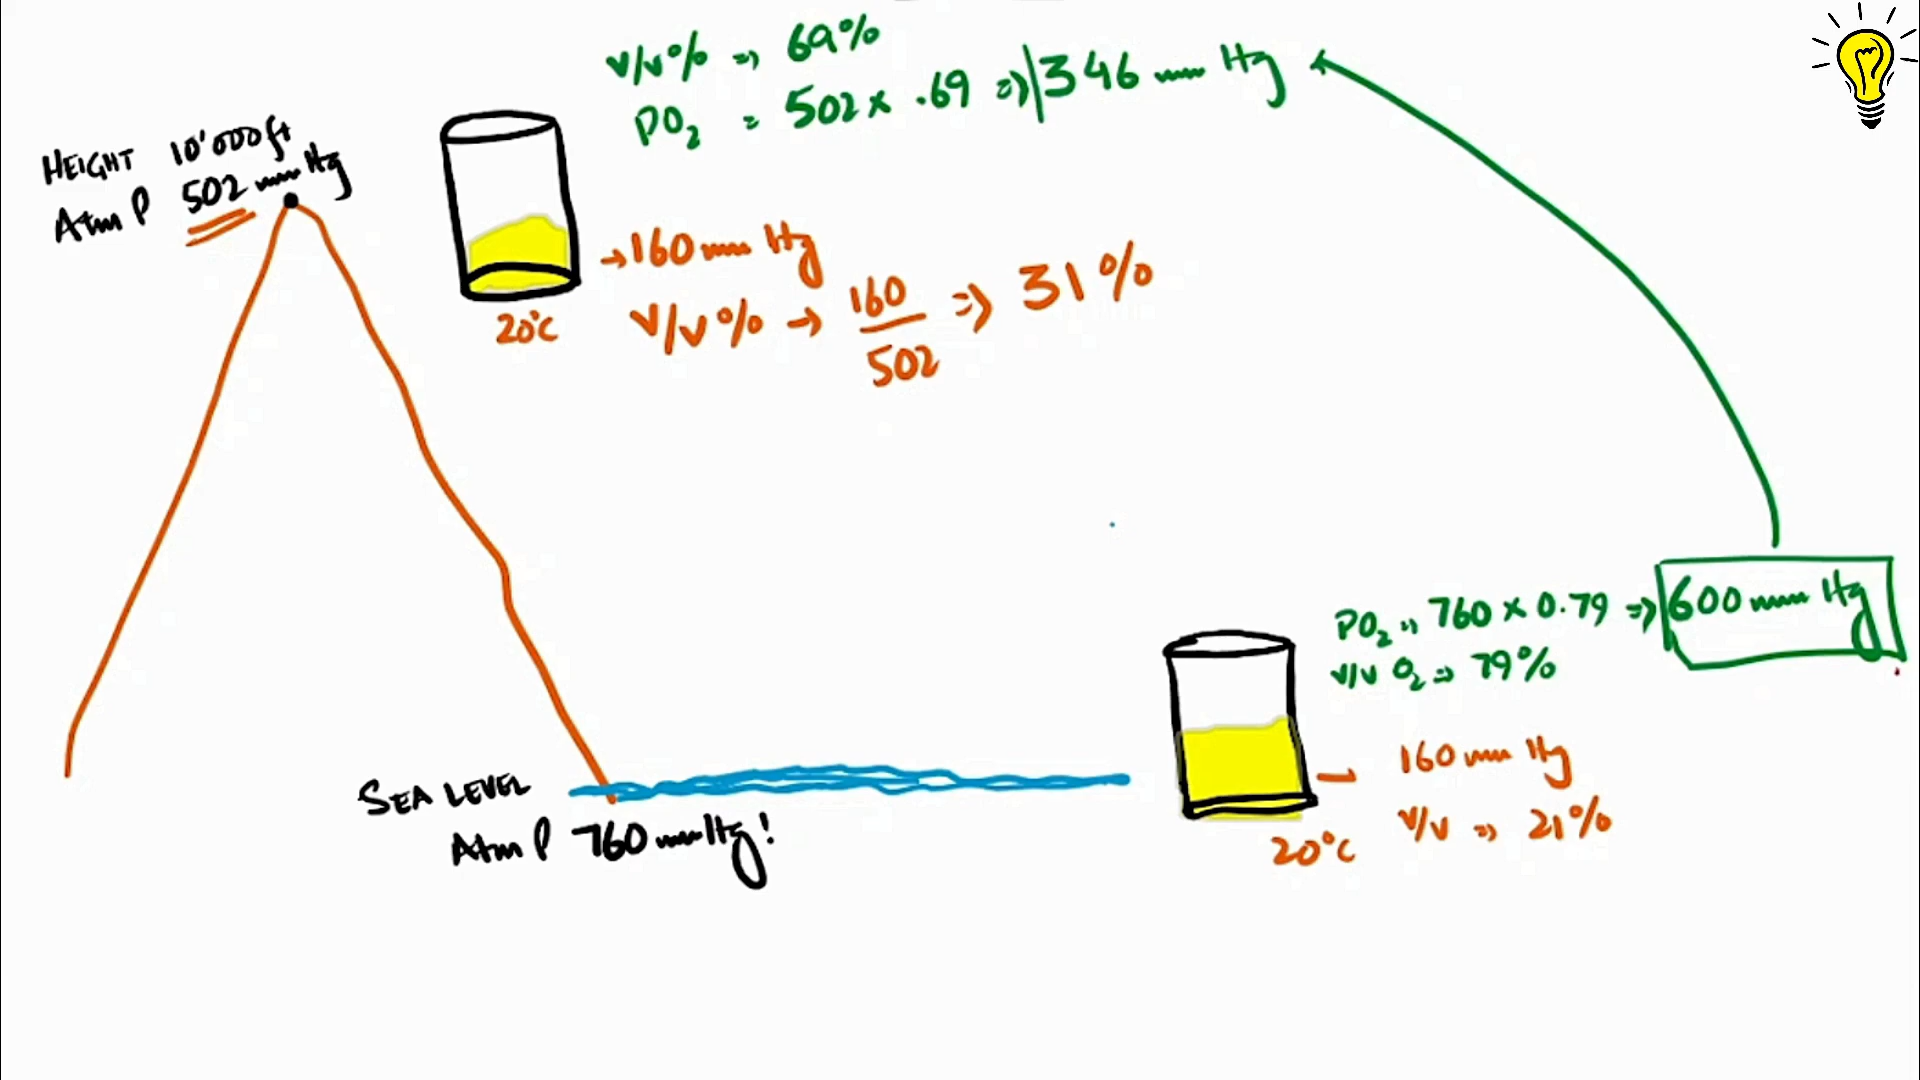 v/v% => 69%
PO₂ = 502 x .69 => 346 mm Hg
HEIGHT 10'000 ft
Atm P 502 mm Hg
→ 160 mm Hg
v/v% → 160/502 => 31%
20°C
PO₂ => 760 x 0.79 => 600 mm Hg
v/v O₂ => 79%
160 mm Hg
v/v => 21%
20°C
SEA LEVEL
Atm P 760 mm Hg!